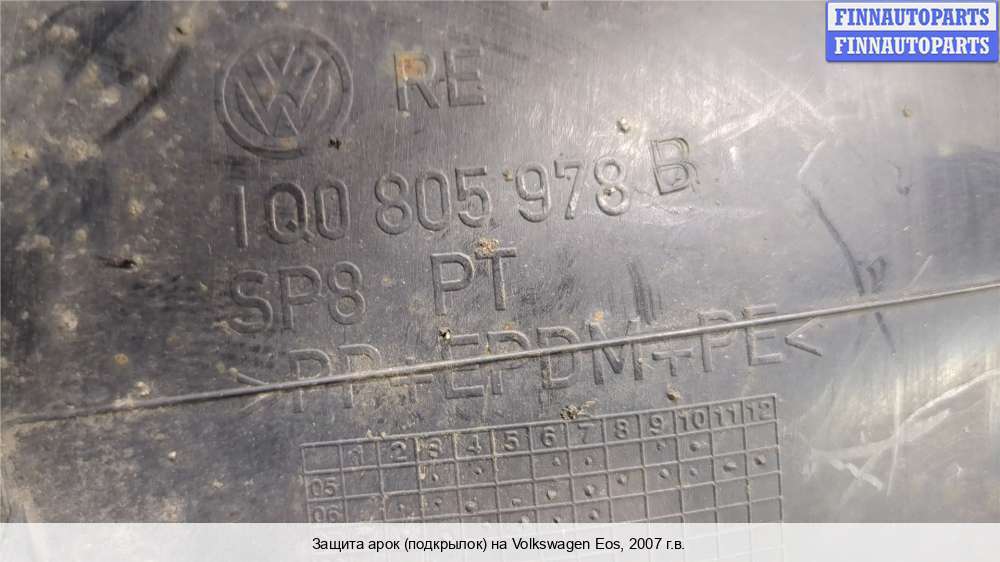 FINNAUTOPARTS
FINNAUTOPARTS
VW RE
1Q0 805 978 B
SP8 PT
>PP+EPDM+PE<
1 2 3 4 5 6 7 8 9 10 11 12
05
06
Защита арок (подкрылок) на Volkswagen Eos, 2007 г.в.